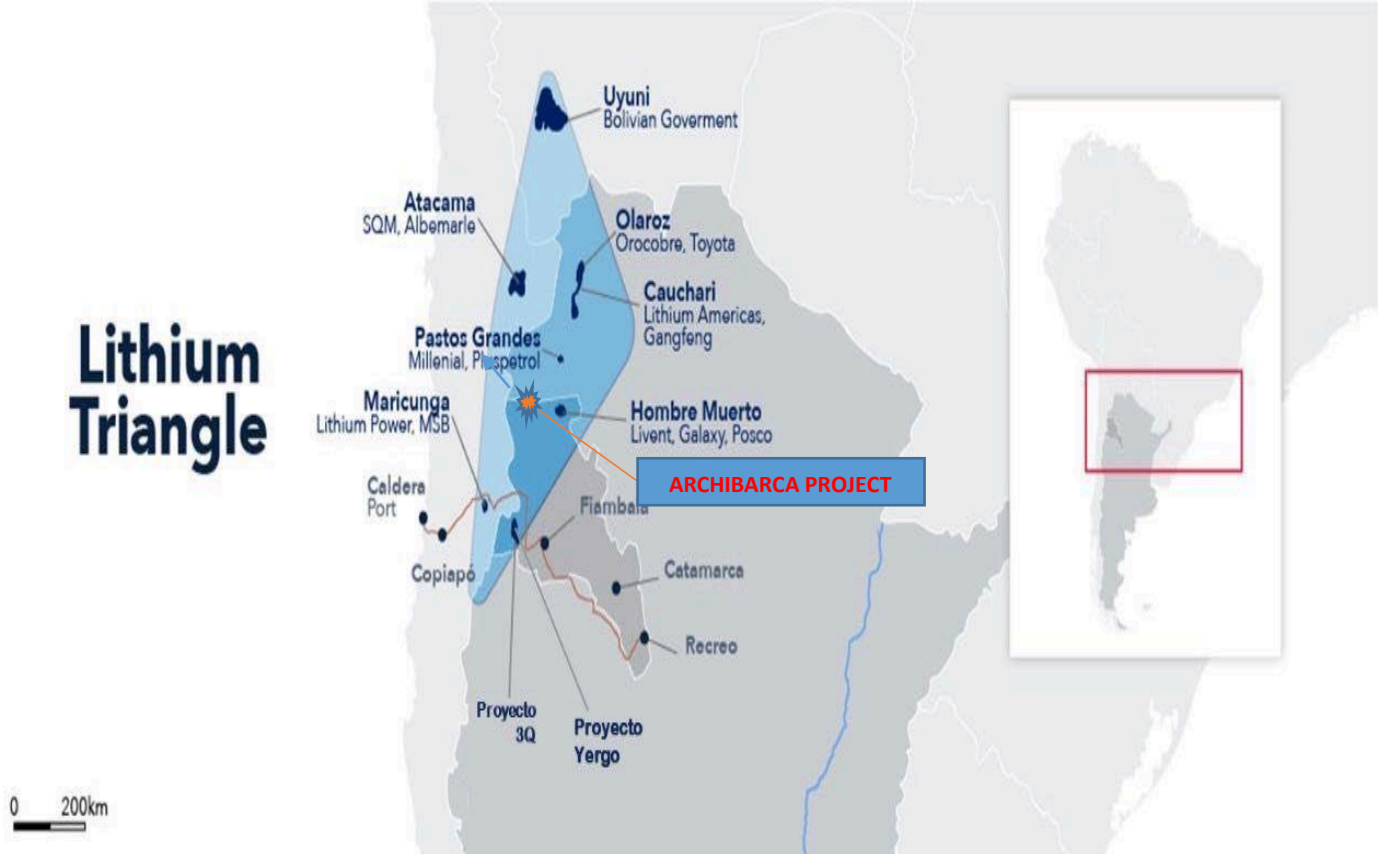 Uyuni
Bolivian Goverment
Atacama
SQM, Albemarle
Olaroz
Orocobre, Toyota
Cauchari
Lithium Americas,
Gangfeng
Pastos Grandes
Millenial,
Lithium
Triangle
Maricunga
Lithium Power, MSB
Hombre Muerto
Livent, Galaxy, Posco
ARCHIBARCA PROJECT
Caldera
Port
Fiambala
Copiapó
Catamarca
Recreo
Proyecto
3Q
Proyecto
Yergo
0 200km